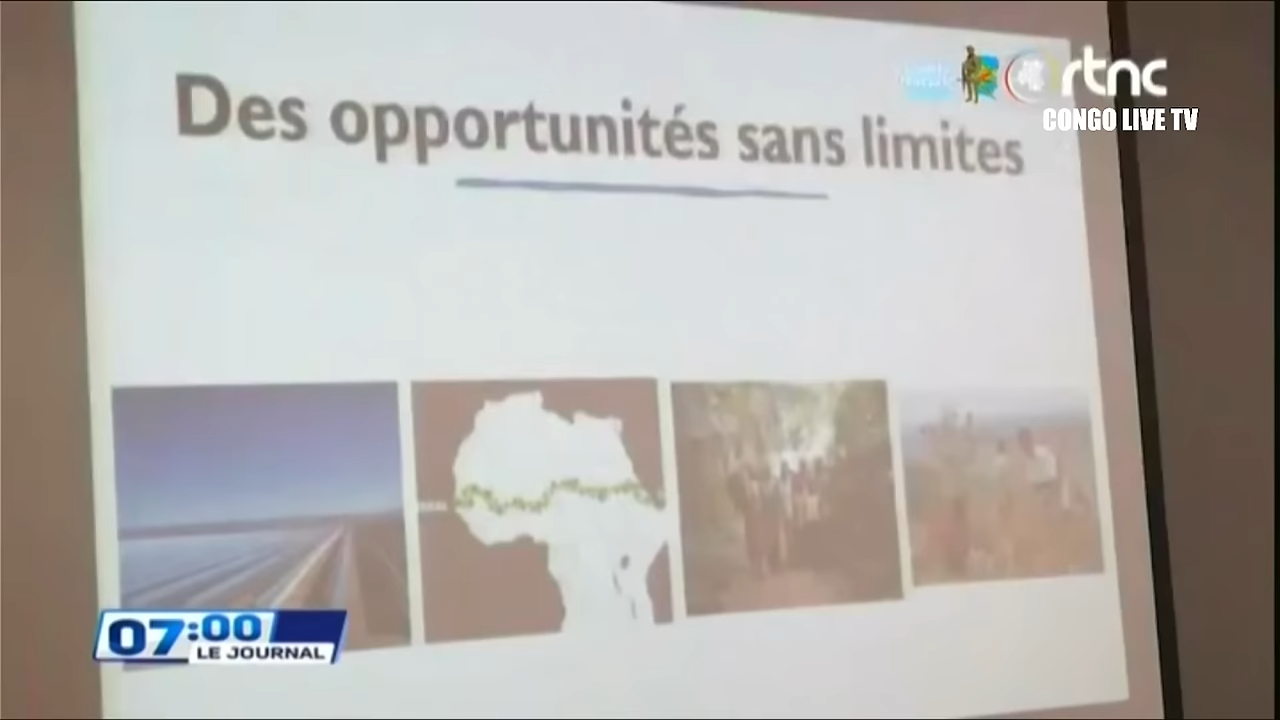 Des opportunités sans limites
rtnc
CONGO LIVE TV
07:00
LE JOURNAL